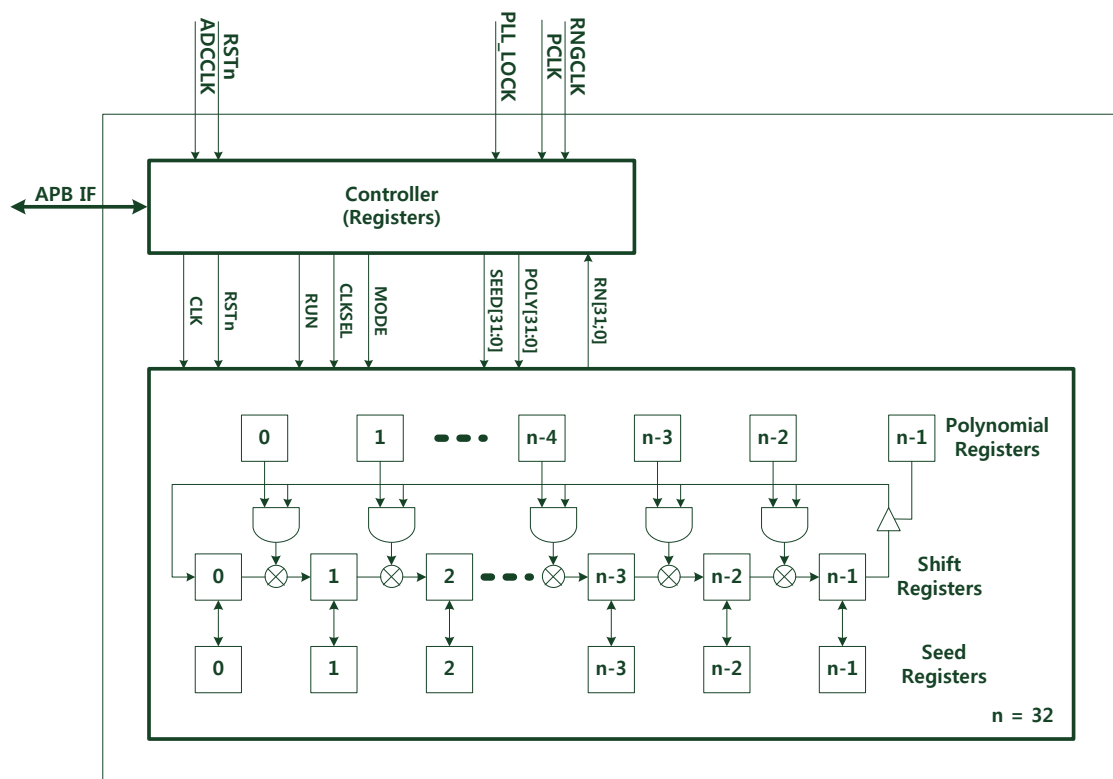 ADCCLK
RSTn
PLL_LOCK
PCLK
RNGCLK
APB IF
Controller
(Registers)
CLK
RSTn
RUN
CLKSEL
MODE
SEED[31:0]
POLY[31:0]
RN[31;0]
0
1
n-4
n-3
n-2
n-1
Polynomial
Registers
0
1
2
n-3
n-2
n-1
Shift
Registers
0
1
2
n-3
n-2
n-1
Seed
Registers
n = 32